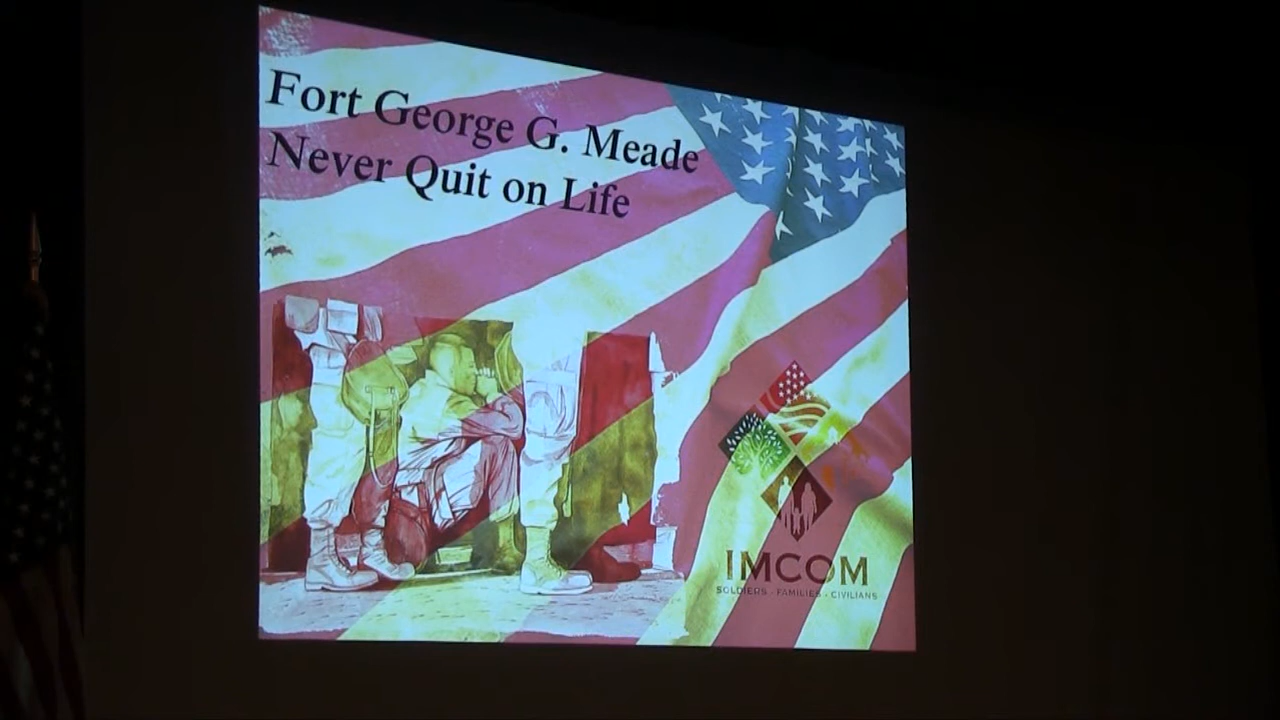 Fort George G. Meade
Never Quit on Life
IMCOM
SOLDIERS - FAMILIES - CIVILIANS